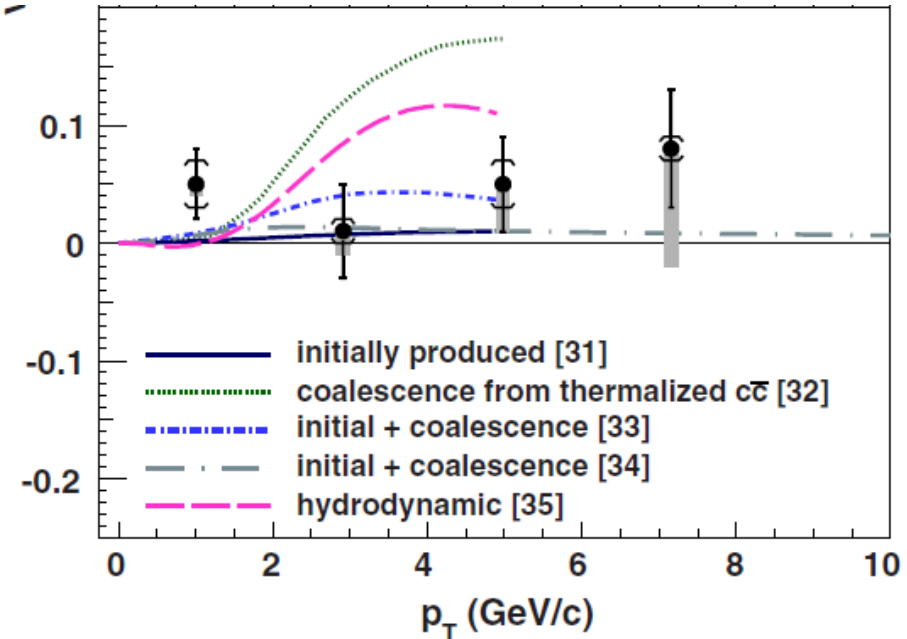 0.1
0
-0.1
-0.2
initially produced [31]
coalescence from thermalized cc̅ [32]
initial + coalescence [33]
initial + coalescence [34]
hydrodynamic [35]
0 2 4 6 8 10
p_T (GeV/c)